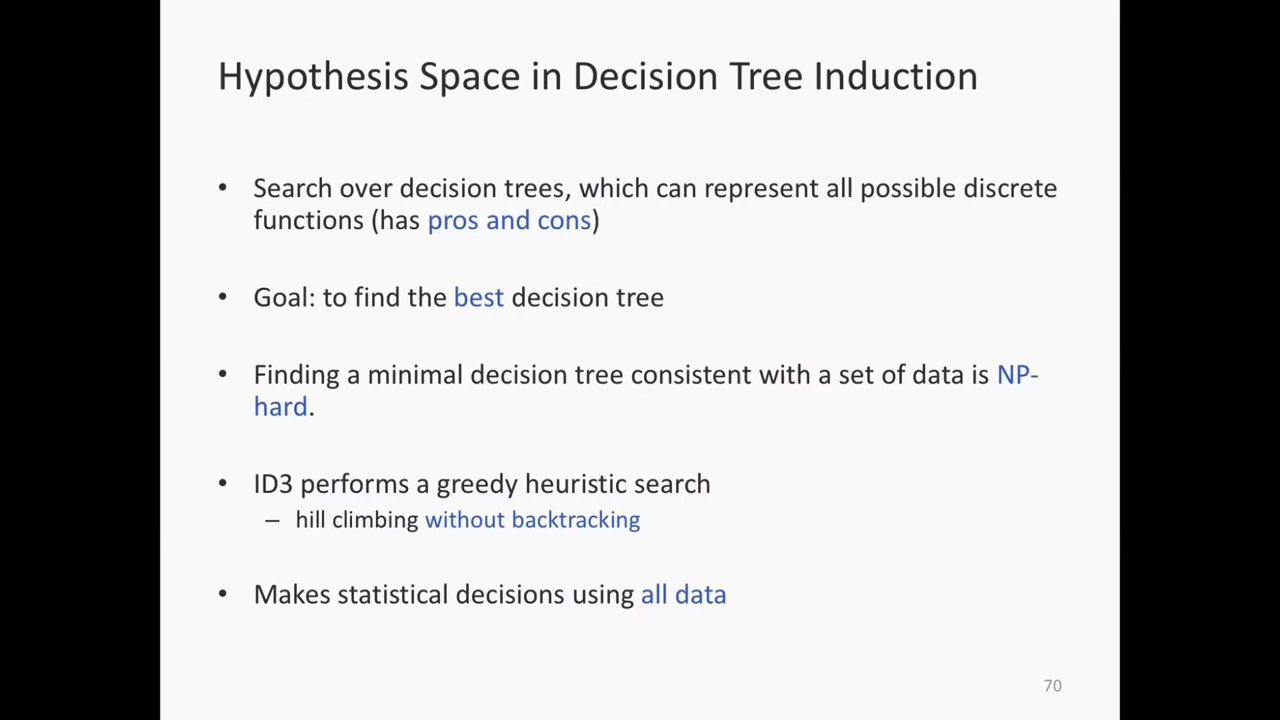 Hypothesis Space in Decision Tree Induction
• Search over decision trees, which can represent all possible discrete
functions (has pros and cons)
• Goal: to find the best decision tree
• Finding a minimal decision tree consistent with a set of data is NP-
hard.
• ID3 performs a greedy heuristic search
– hill climbing without backtracking
• Makes statistical decisions using all data
70